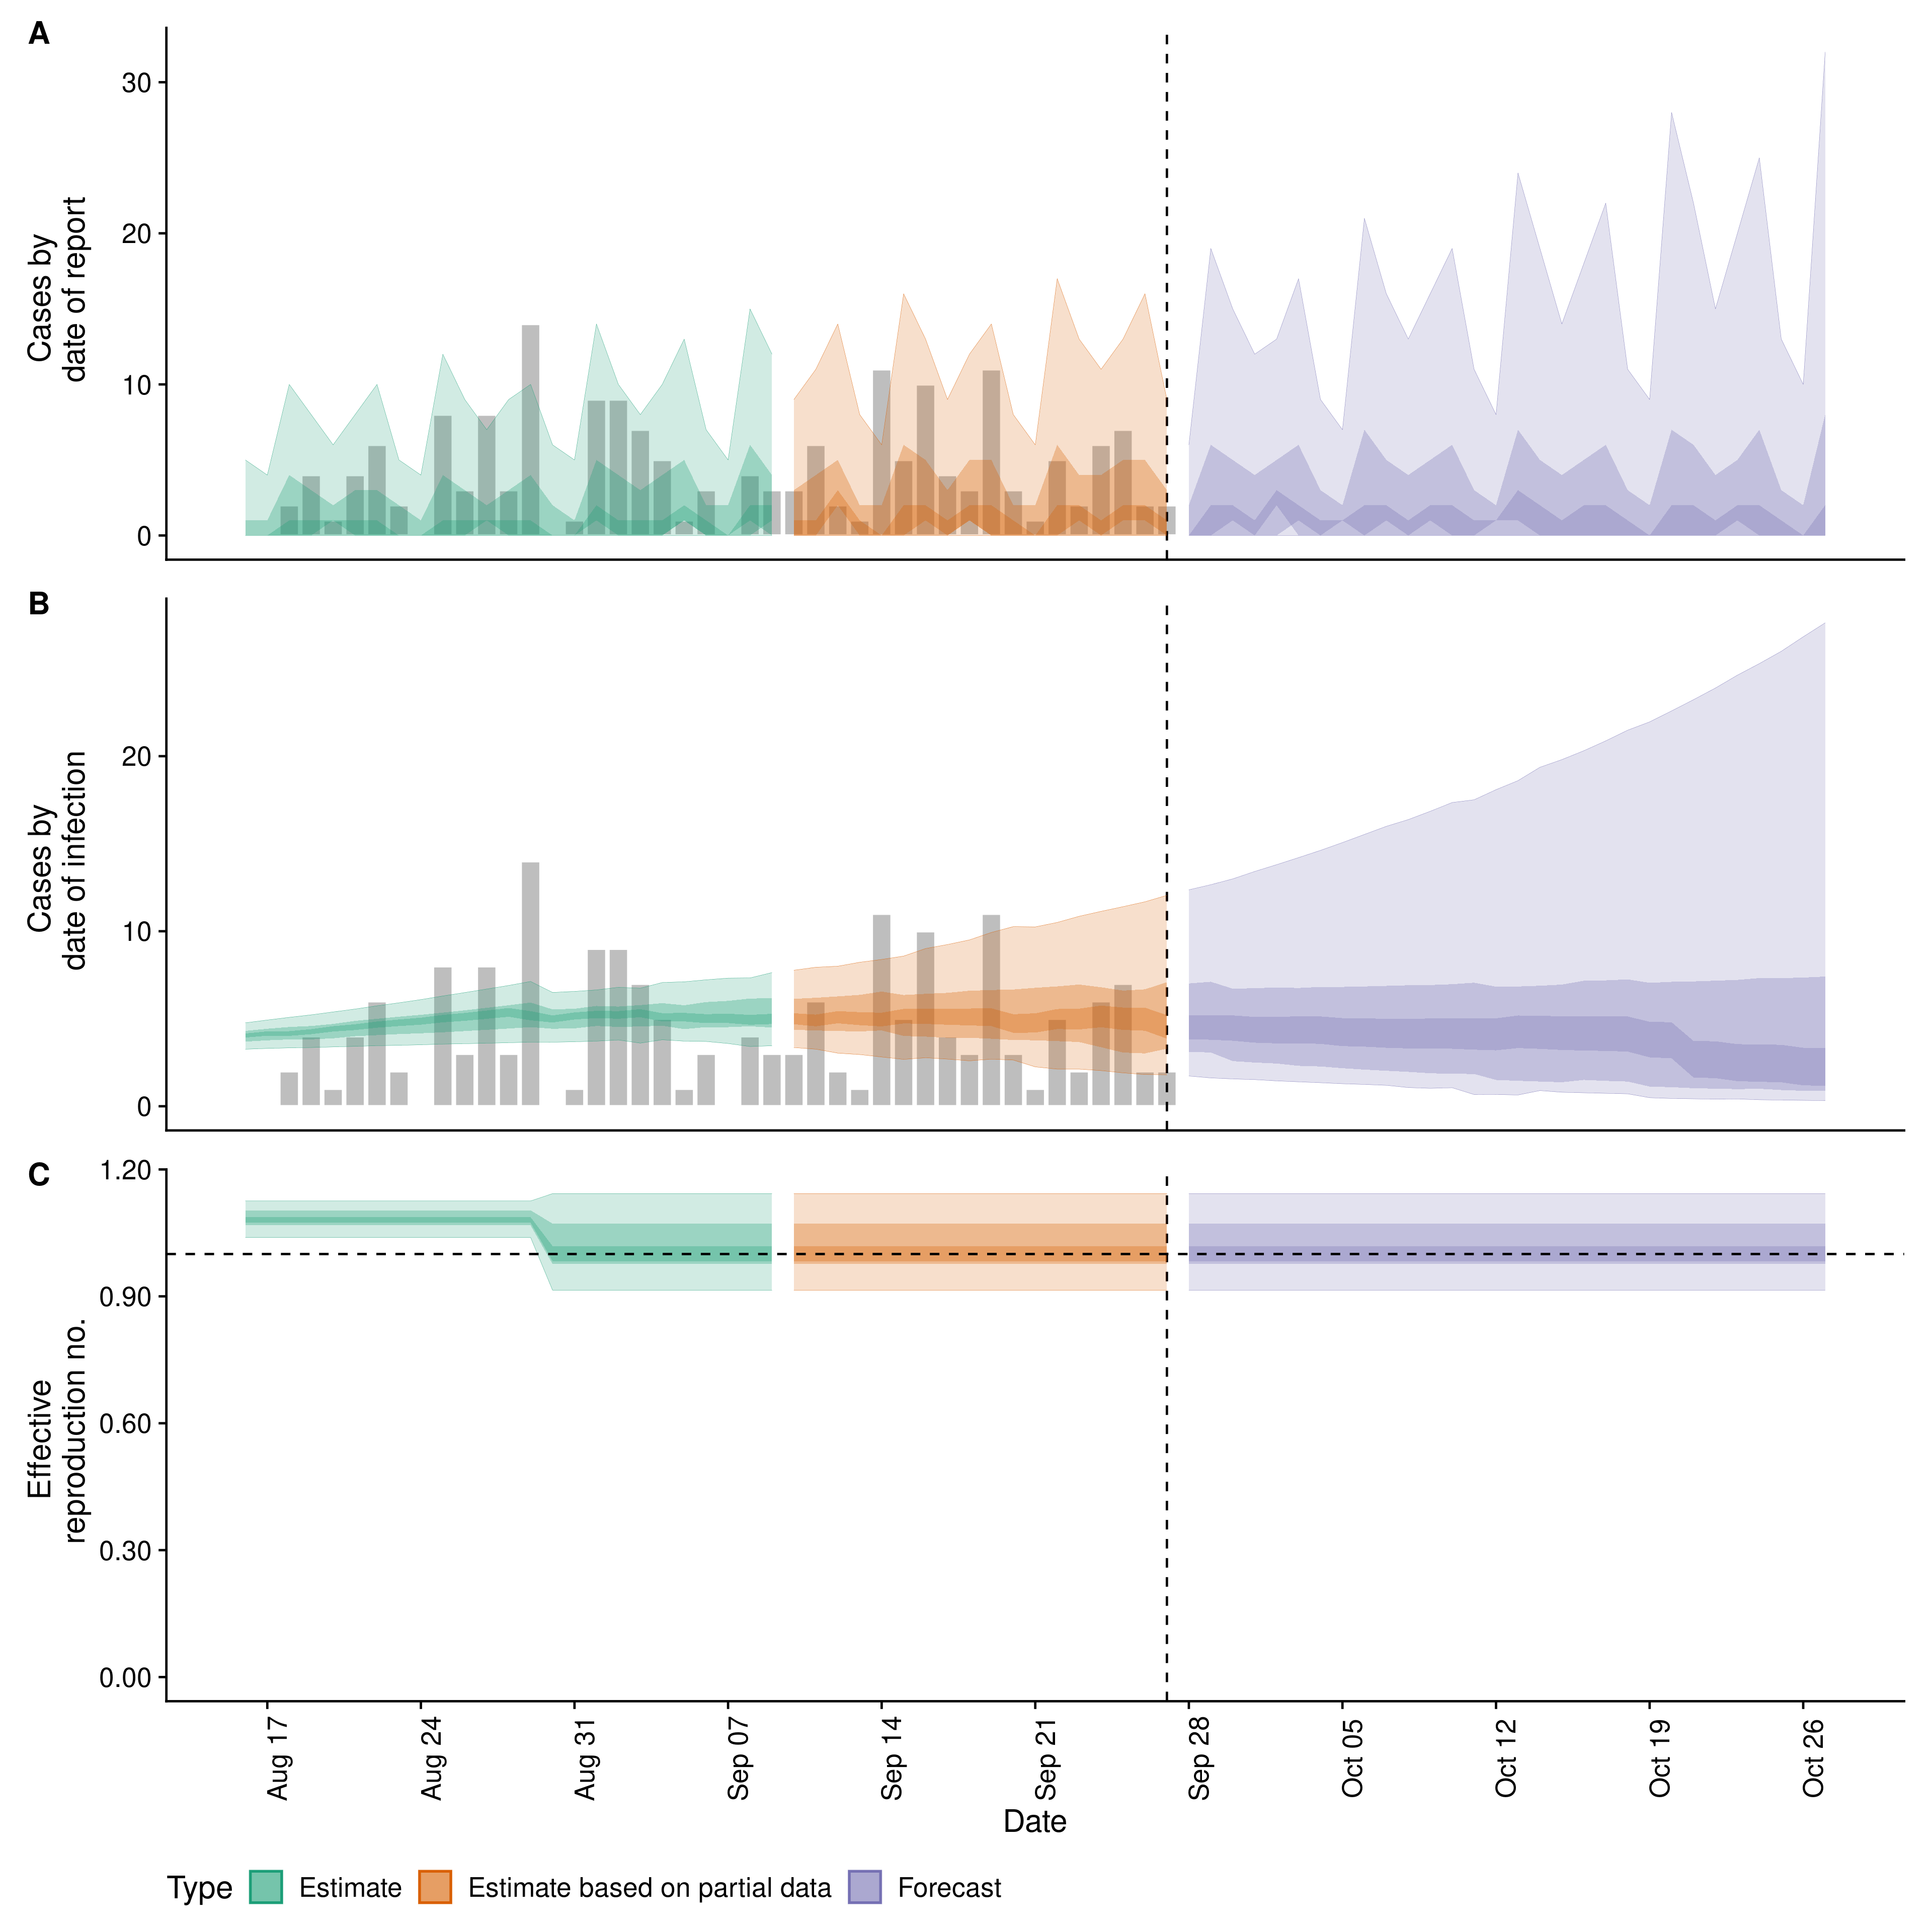 A
Cases by
date of report
30
20
10
0
B
Cases by
date of infection
20
10
0
C
Effective
reproduction no.
1.20
0.90
0.60
0.30
0.00
Aug 17
Aug 24
Aug 31
Sep 07
Sep 14
Sep 21
Sep 28
Oct 05
Oct 12
Oct 19
Oct 26
Date
Type Estimate Estimate based on partial data Forecast